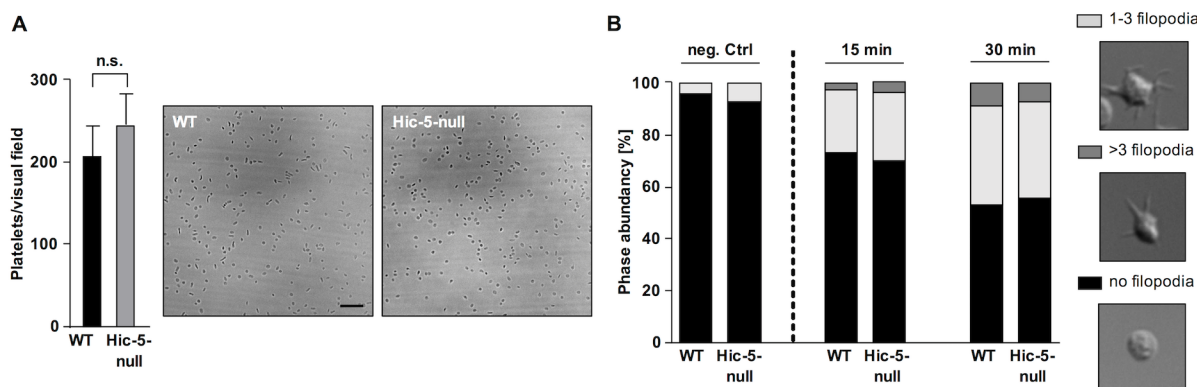 A
n.s.
300
200
100
0
Platelets/visual field
WT
Hic-5-
null
WT
Hic-5-null
B
neg. Ctrl
15 min
30 min
100
80
60
40
20
0
Phase abundancy [%]
WT
Hic-5-
null
WT
Hic-5-
null
WT
Hic-5-
null
1-3 filopodia
>3 filopodia
no filopodia